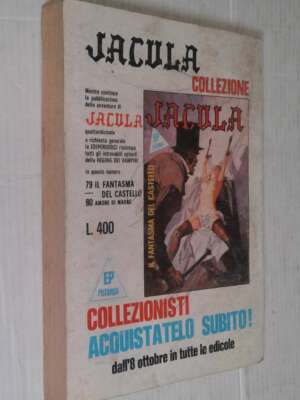 JACULA
COLLEZIONE
Mentre continua
la pubblicazione
delle avventure di
JACULA
quattordicinale
a richiesta generale
la EDIPERIODICI ristampa
tutti gli introvabili episodi
della REGINA DEI VAMPIRI
in questo numero
79 IL FANTASMA
DEL CASTELLO
80 AMORE DI MADRE
L. 400
JACULA
IL FANTASMA DEL CASTELLO
EP
COLLEZIONISTI
ACQUISTATELO SUBITO!
dall'8 ottobre in tutte le edicole